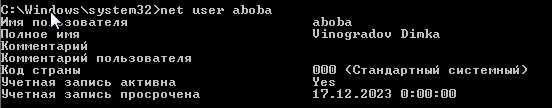 C:\Windows\system32>net user aboba
Имя пользователя aboba
Полное имя Vinogradov Dimka
Комментарий
Комментарий пользователя
Код страны 000 (Стандартный системный)
Учетная запись активна Yes
Учетная запись просрочена 17.12.2023 0:00:00